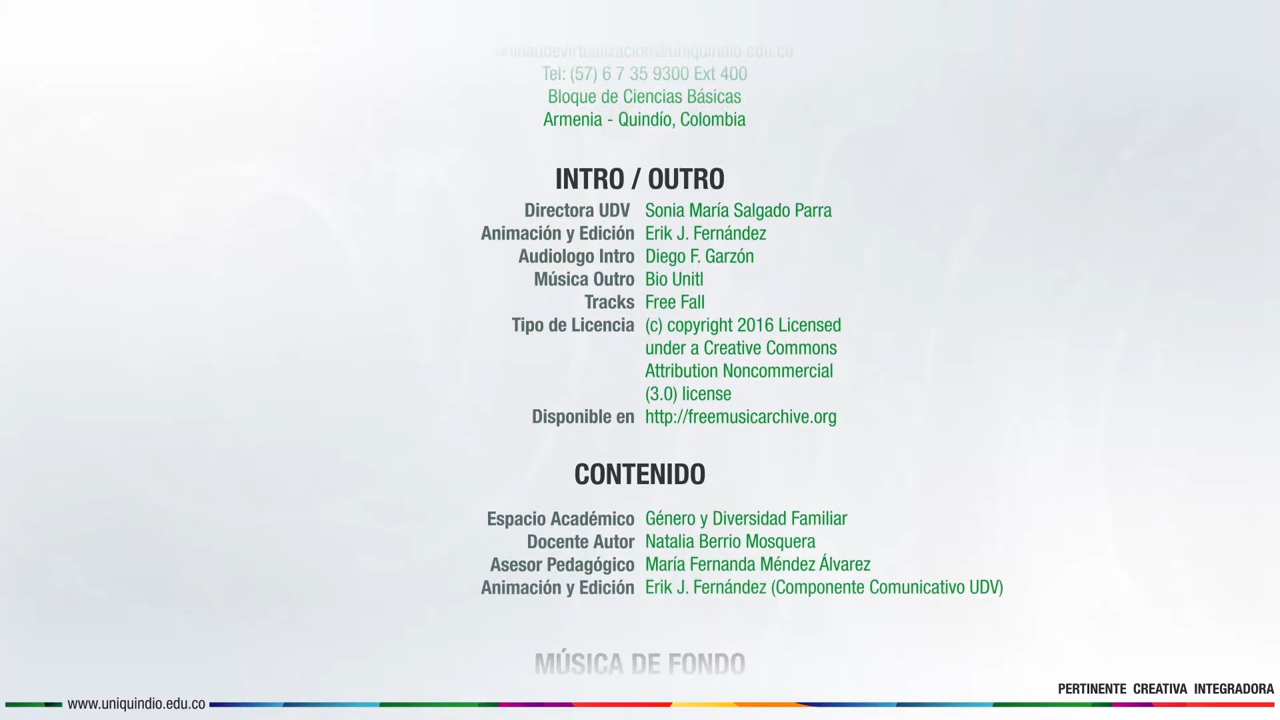 unidadevirtualizacion@uniquindio.edu.co
Tel: (57) 6 7 35 9300 Ext 400
Bloque de Ciencias Básicas
Armenia - Quindío, Colombia
INTRO / OUTRO
Directora UDV Sonia María Salgado Parra
Animación y Edición Erik J. Fernández
Audiologo Intro Diego F. Garzón
Música Outro Bio Unitl
Tracks Free Fall
Tipo de Licencia (c) copyright 2016 Licensed
under a Creative Commons
Attribution Noncommercial
(3.0) license
Disponible en http://freemusicarchive.org
CONTENIDO
Espacio Académico Género y Diversidad Familiar
Docente Autor Natalia Berrio Mosquera
Asesor Pedagógico María Fernanda Méndez Álvarez
Animación y Edición Erik J. Fernández (Componente Comunicativo UDV)
MÚSICA DE FONDO
PERTINENTE CREATIVA INTEGRADORA
www.uniquindio.edu.co